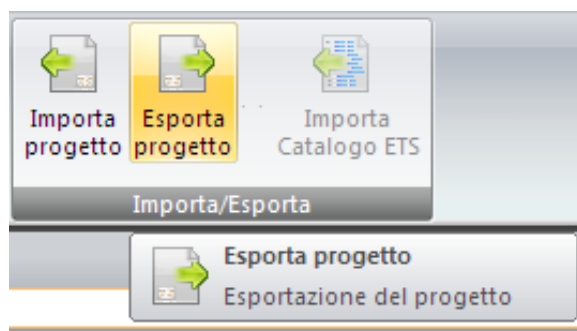 Importa
progetto
Esporta
progetto
Importa
Catalogo ETS
Importa/Esporta
Esporta progetto
Esportazione del progetto